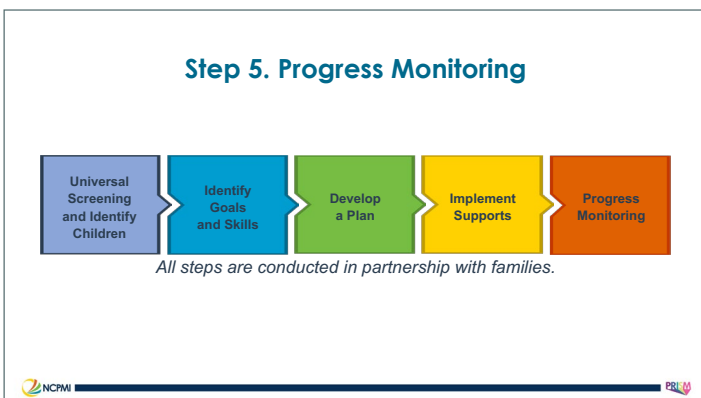 Step 5. Progress Monitoring
Universal
Screening
and Identify
Children
Identify
Goals
and Skills
Develop
a Plan
Implement
Supports
Progress
Monitoring
All steps are conducted in partnership with families.
NCPMI
PRISM